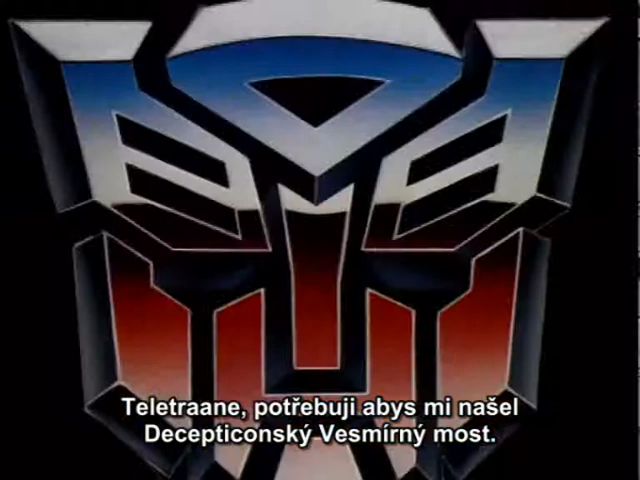 Teletraane, potřebuji abys mi našel
Decepticonský Vesmírný most.